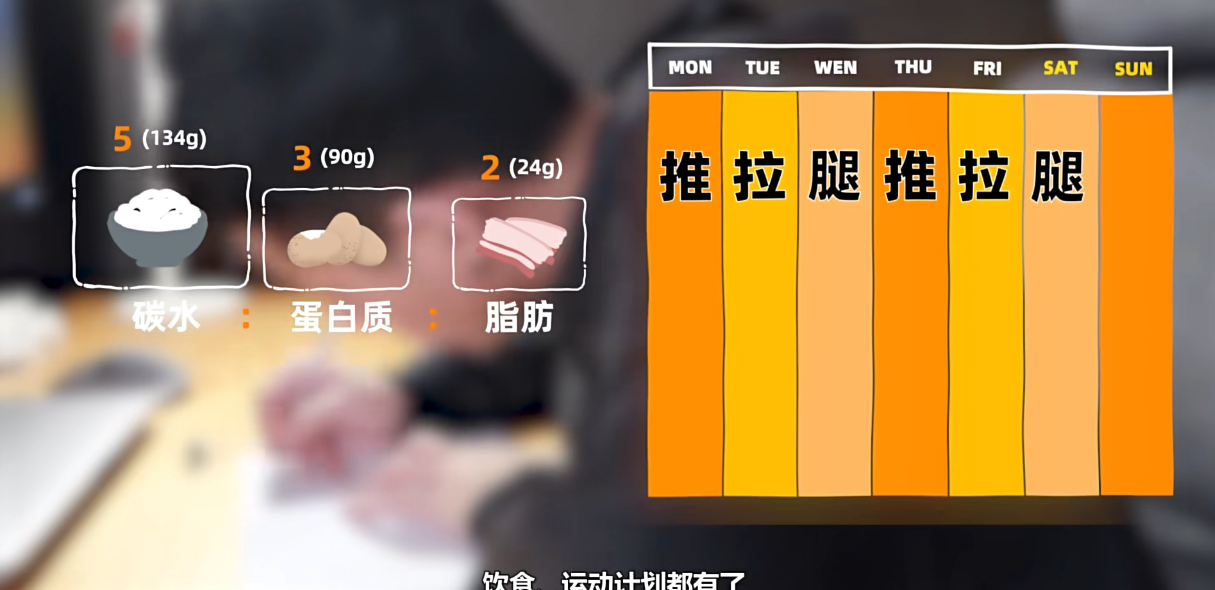 MON TUE WEN THU FRI SAT SUN
5 (134g) 3 (90g) 2 (24g)
推 拉 腿 推 拉 腿
碳水 : 蛋白质 : 脂肪
饮食、运动计划都有了